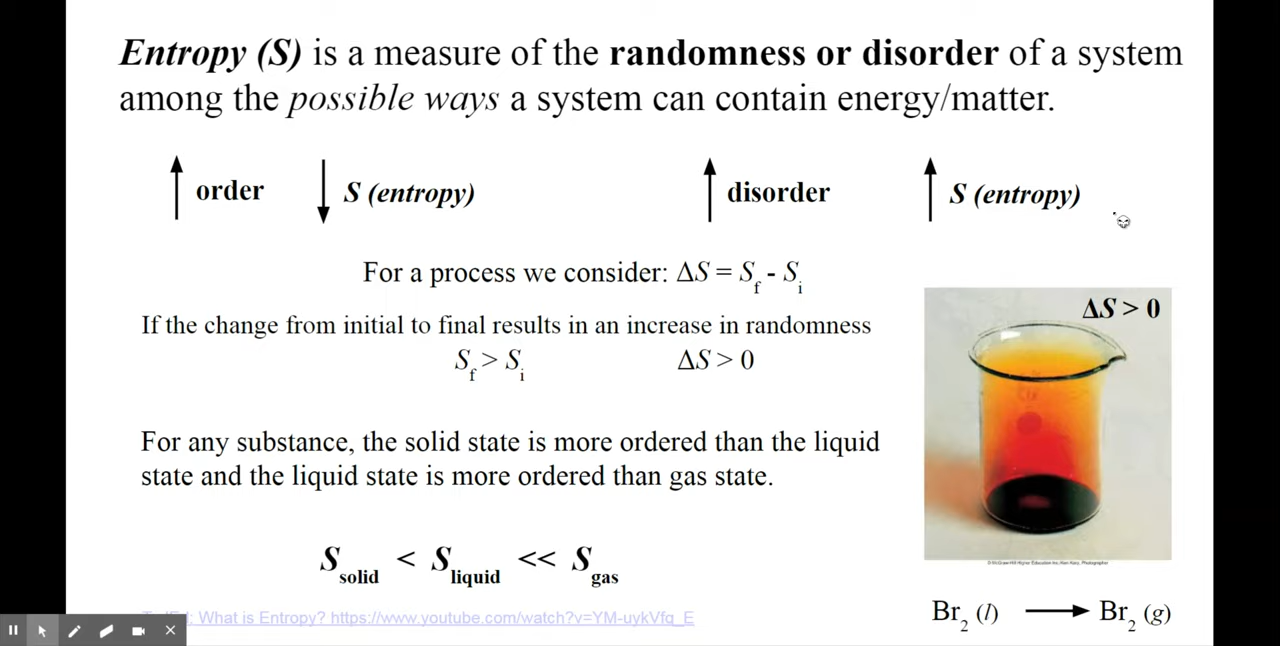 Entropy (S) is a measure of the randomness or disorder of a system
among the possible ways a system can contain energy/matter.
↑ order ↓ S (entropy) ↑ disorder ↑ S (entropy)
For a process we consider: ΔS = Sf - Si
If the change from initial to final results in an increase in randomness
Sf > Si ΔS > 0
For any substance, the solid state is more ordered than the liquid
state and the liquid state is more ordered than gas state.
Ssolid < Sliquid << Sgas
What is Entropy? https://www.youtube.com/watch?v=YM-uykVfq_E
ΔS > 0
Br2 (l) → Br2 (g)